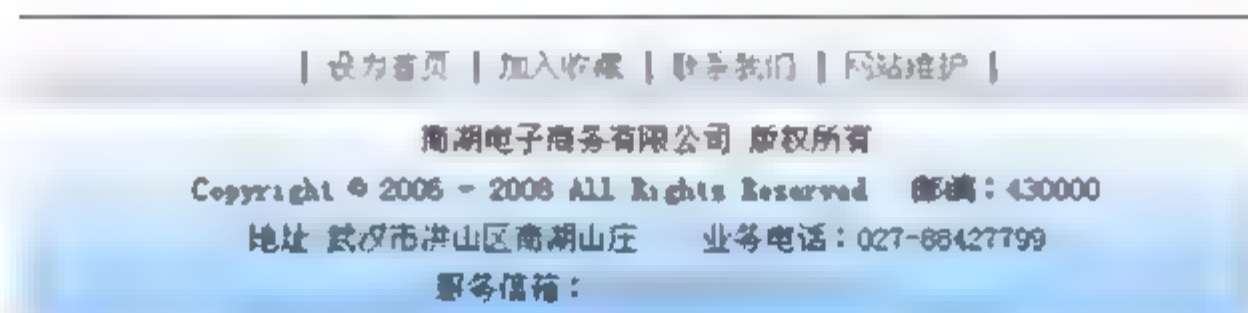 | 设为首页 | 加入收藏 | 联系我们 | 网站维护 |
南湖电子商务有限公司 版权所有
Copyright © 2006 - 2008 All Rights Reserved 邮编：430000
地址 武汉市洪山区南湖山庄 业务电话：027-88427799
服务信箱：